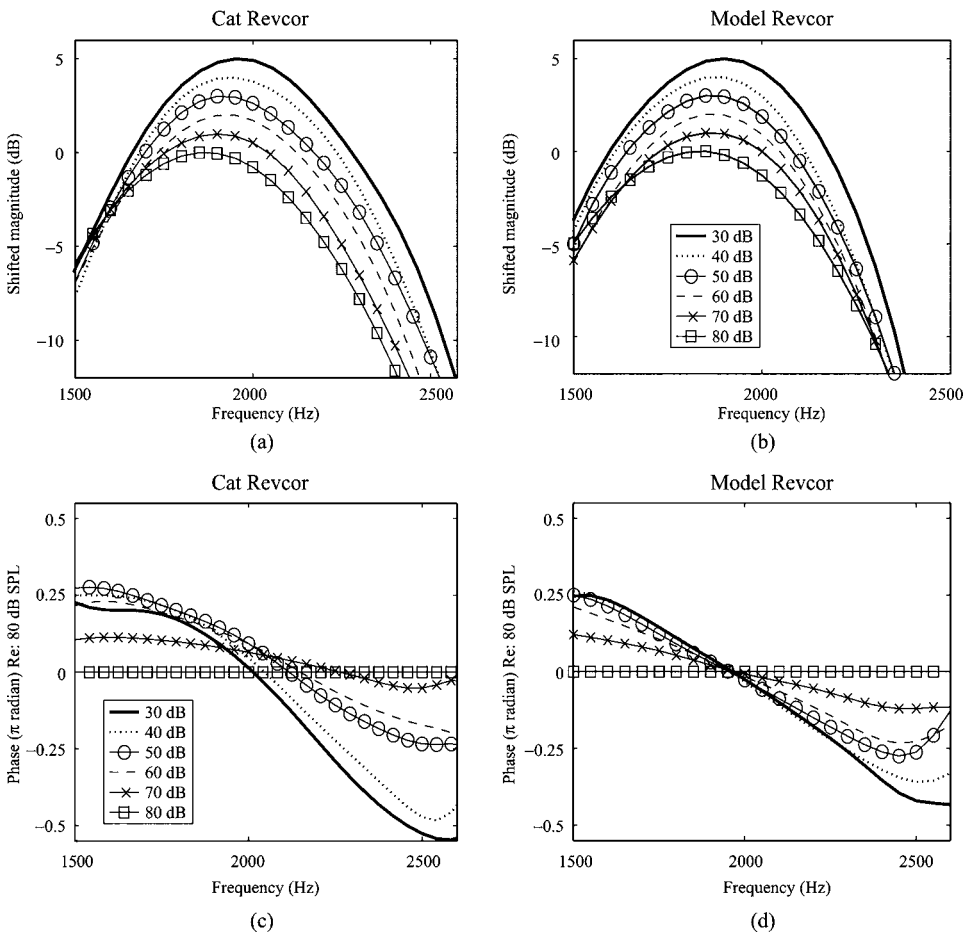 Cat Revcor
Model Revcor
Shifted magnitude (dB)
5
0
−5
−10
1500
2000
2500
Frequency (Hz)
(a)
Shifted magnitude (dB)
5
0
−5
−10
30 dB
40 dB
50 dB
60 dB
70 dB
80 dB
1500
2000
2500
Frequency (Hz)
(b)
Cat Revcor
Model Revcor
Phase (π radian) Re: 80 dB SPL
0.5
0.25
0
−0.25
−0.5
30 dB
40 dB
50 dB
60 dB
70 dB
80 dB
1500
2000
2500
Frequency (Hz)
(c)
Phase (π radian) Re: 80 dB SPL
0.5
0.25
0
−0.25
−0.5
1500
2000
2500
Frequency (Hz)
(d)